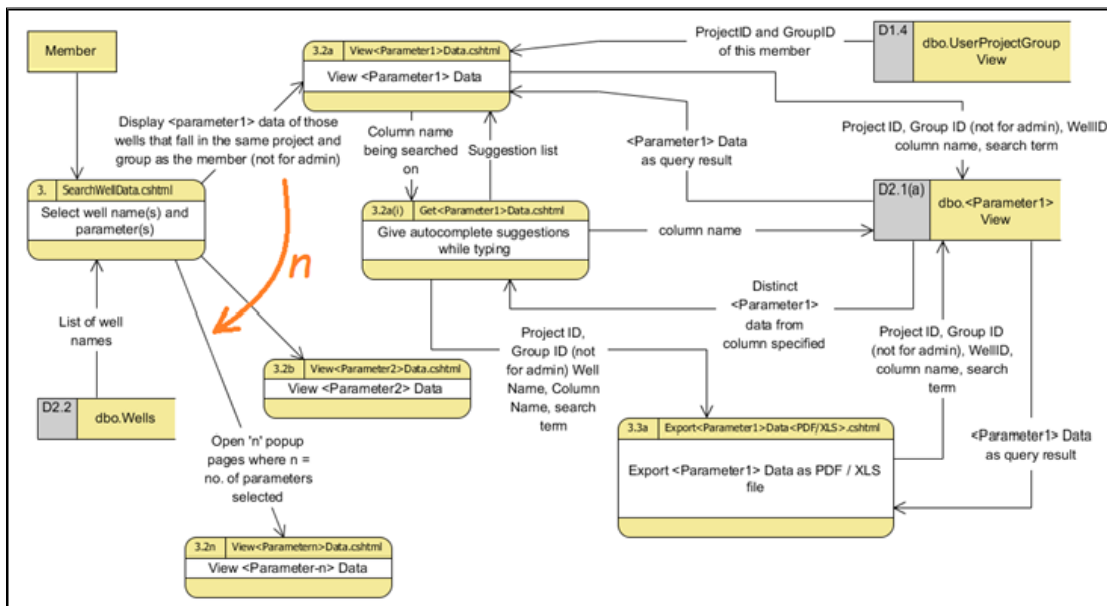 Member
3.2a View<Parameter1>Data.cshtml
View <Parameter1> Data
ProjectID and GroupID
of this member
D1.4
dbo.UserProjectGroup
View
Display <parameter1> data of those
wells that fall in the same project and
group as the member (not for admin)
Column name
being searched
on
Suggestion list
<Parameter1> Data
as query result
Project ID, Group ID (not for admin), WellID,
column name, search term
3. SearchWellData.cshtml
Select well name(s) and
parameter(s)
3.2a(i) Get<Parameter1>Data.cshtml
Give autocomplete suggestions
while typing
column name
D2.1(a)
dbo.<Parameter1>
View
n
List of well
names
Distinct
<Parameter1>
data from
column specified
Project ID,
Group ID (not
for admin) Well
Name, Column
Name, search
term
Project ID, Group ID
(not for admin), WellID,
column name, search
term
3.2b View<Parameter2>Data.cshtml
View <Parameter2> Data
D2.2
dbo.Wells
3.3a Export<Parameter1>Data<PDF/XLS>.cshtml
Export <Parameter1> Data as PDF / XLS
file
<Parameter1> Data
as query result
Open 'n' popup
pages where n =
no. of parameters
selected
3.2n View<Parametern>Data.cshtml
View <Parameter-n> Data